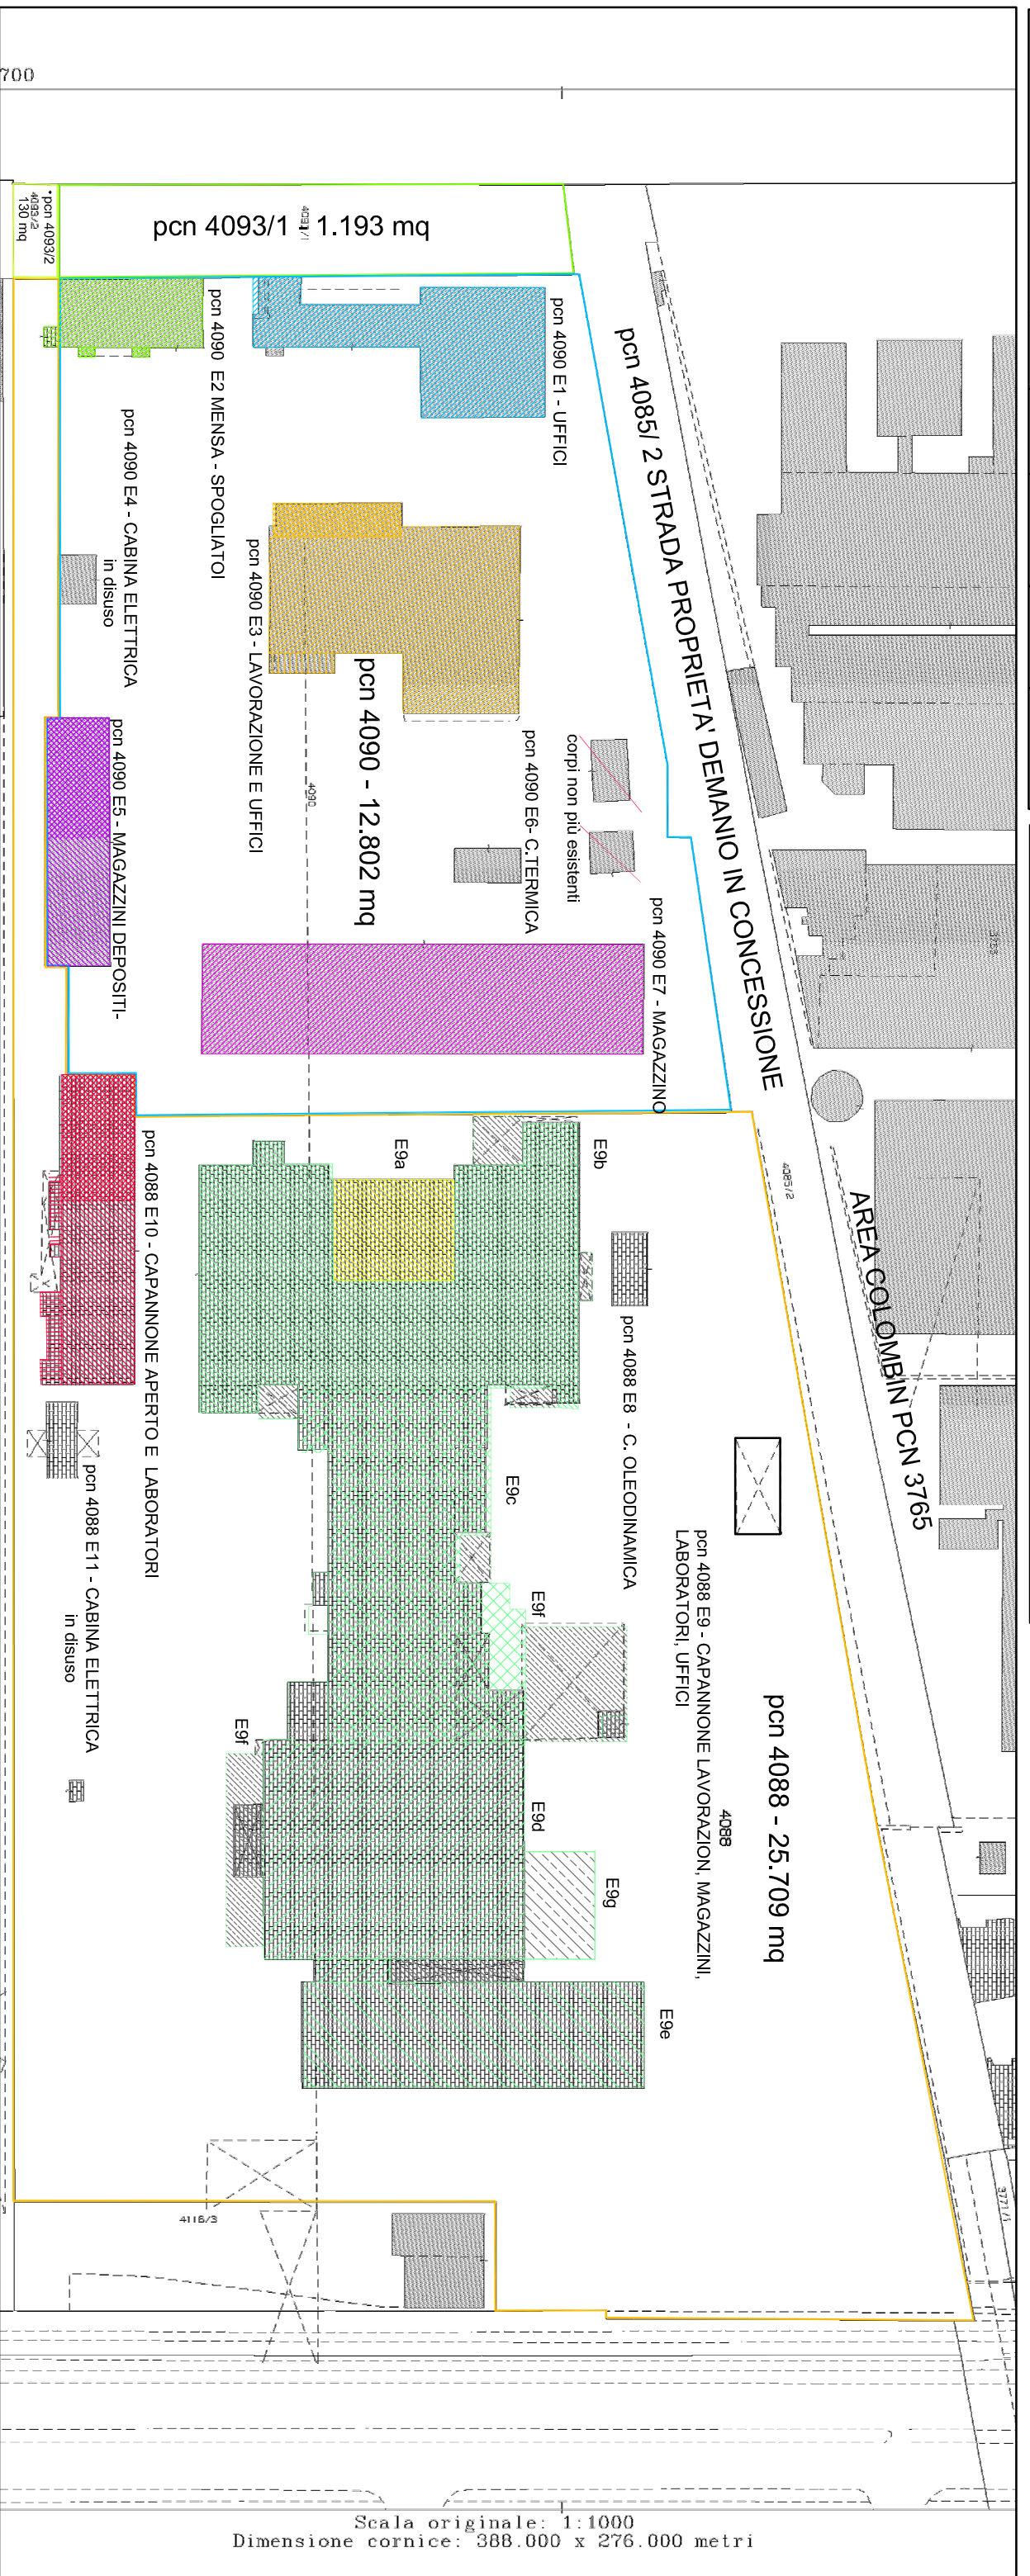 700
pcn 4093/1 - 1.193 mq
4093/1
pcn 4093/2
4093/2
130 mq
pcn 4090 E2 MENSA - SPOGLIATOI
pcn 4090 E1 - UFFICI
pcn 4085/ 2 STRADA PROPRIETA' DEMANIO IN CONCESSIONE
pcn 4090 E4 - CABINA ELETTRICA
in disuso
pcn 4090 E3 - LAVORAZIONE E UFFICI
pcn 4090 - 12.802 mq
4090
pcn 4090 E6- C.TERMICA
corpi non più esistenti
pcn 4090 E5 - MAGAZZINI DEPOSITI-
pcn 4090 E7 - MAGAZZINO
3765
4085/2
AREA COLOMBIN PCN 3765
E9a
E9b
pcn 4088 E10 - CAPANNONE APERTO E LABORATORI
pcn 4088 E8 - C. OLEODINAMICA
E9c
pcn 4088 E11 - CABINA ELETTRICA
in disuso
pcn 4088 E9 - CAPANNONE LAVORAZION, MAGAZZINI,
LABORATORI, UFFICI
E9f
4088
pcn 4088 - 25.709 mq
E9f
E9d
E9g
E9e
4116/3
3771/1
Scala originale: 1:1000
Dimensione cornice: 388.000 x 276.000 metri